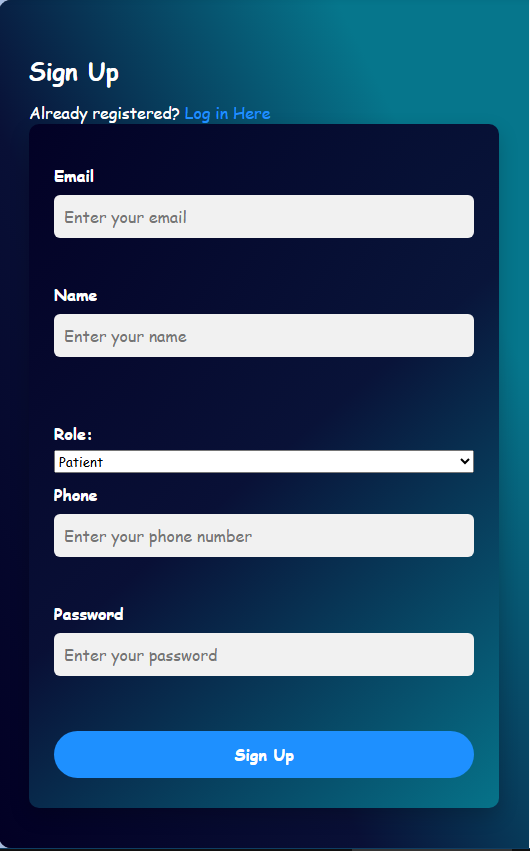 Sign Up
Already registered? Log in Here
Email
Enter your email
Name
Enter your name
Role:
Patient
Phone
Enter your phone number
Password
Enter your password
Sign Up